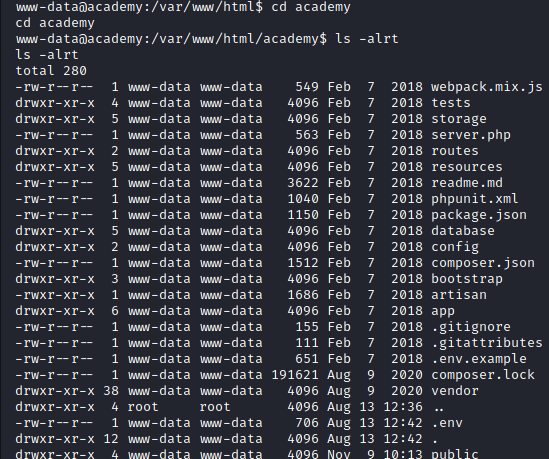 www-data@academy:/var/www/html$ cd academy
cd academy
www-data@academy:/var/www/html/academy$ ls -alrt
ls -alrt
total 280
-rw-r--r--  1 www-data www-data    549 Feb  7  2018 webpack.mix.js
drwxr-xr-x  4 www-data www-data   4096 Feb  7  2018 tests
drwxr-xr-x  5 www-data www-data   4096 Feb  7  2018 storage
-rw-r--r--  1 www-data www-data    563 Feb  7  2018 server.php
drwxr-xr-x  2 www-data www-data   4096 Feb  7  2018 routes
drwxr-xr-x  5 www-data www-data   4096 Feb  7  2018 resources
-rw-r--r--  1 www-data www-data   3622 Feb  7  2018 readme.md
-rw-r--r--  1 www-data www-data   1040 Feb  7  2018 phpunit.xml
-rw-r--r--  1 www-data www-data   1150 Feb  7  2018 package.json
drwxr-xr-x  5 www-data www-data   4096 Feb  7  2018 database
drwxr-xr-x  2 www-data www-data   4096 Feb  7  2018 config
-rw-r--r--  1 www-data www-data   1512 Feb  7  2018 composer.json
drwxr-xr-x  3 www-data www-data   4096 Feb  7  2018 bootstrap
-rwxr-xr-x  1 www-data www-data   1686 Feb  7  2018 artisan
drwxr-xr-x  6 www-data www-data   4096 Feb  7  2018 app
-rw-r--r--  1 www-data www-data    155 Feb  7  2018 .gitignore
-rw-r--r--  1 www-data www-data    111 Feb  7  2018 .gitattributes
-rw-r--r--  1 www-data www-data    651 Feb  7  2018 .env.example
-rw-r--r--  1 www-data www-data 191621 Aug  9  2020 composer.lock
drwxr-xr-x 38 www-data www-data   4096 Aug  9  2020 vendor
drwxr-xr-x  4 root     root       4096 Aug 13 12:36 ..
-rw-r--r--  1 www-data www-data    706 Aug 13 12:42 .env
drwxr-xr-x 12 www-data www-data   4096 Aug 13 12:42 .
drwxr-xr-x  4 www-data www-data   4096 Nov  9 10:13 public